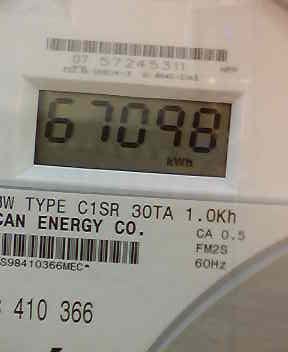 07 57245311
67098
kWh
W TYPE C1SR 30TA 1.0Kh
CAN ENERGY CO.
CA 0.5
FM2S
60Hz
S98410366MEC*
410 366